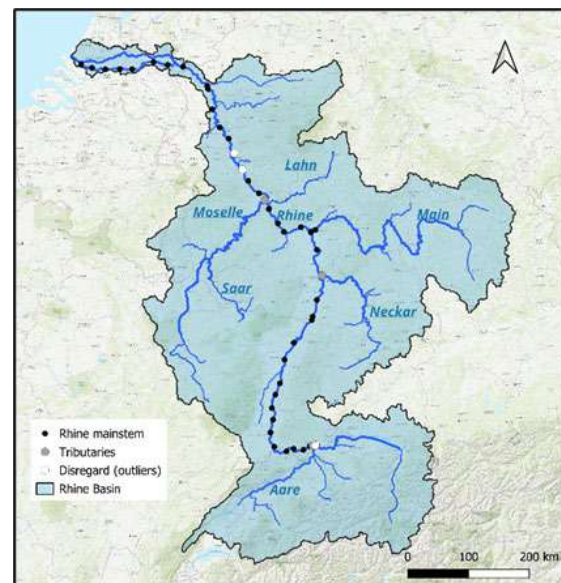 Lahn
Moselle
Rhine
Main
Saar
Neckar
Rhine mainstem
Tributaries
Disregard (outliers)
Rhine Basin
Aare
0 100 200 km